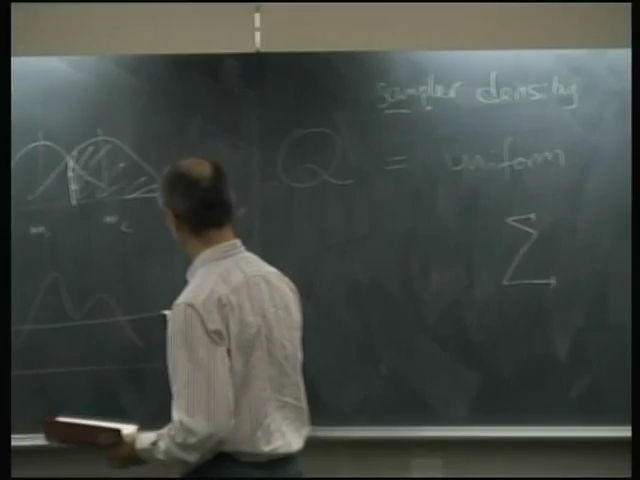 sampler density
Q = uniform
Σ